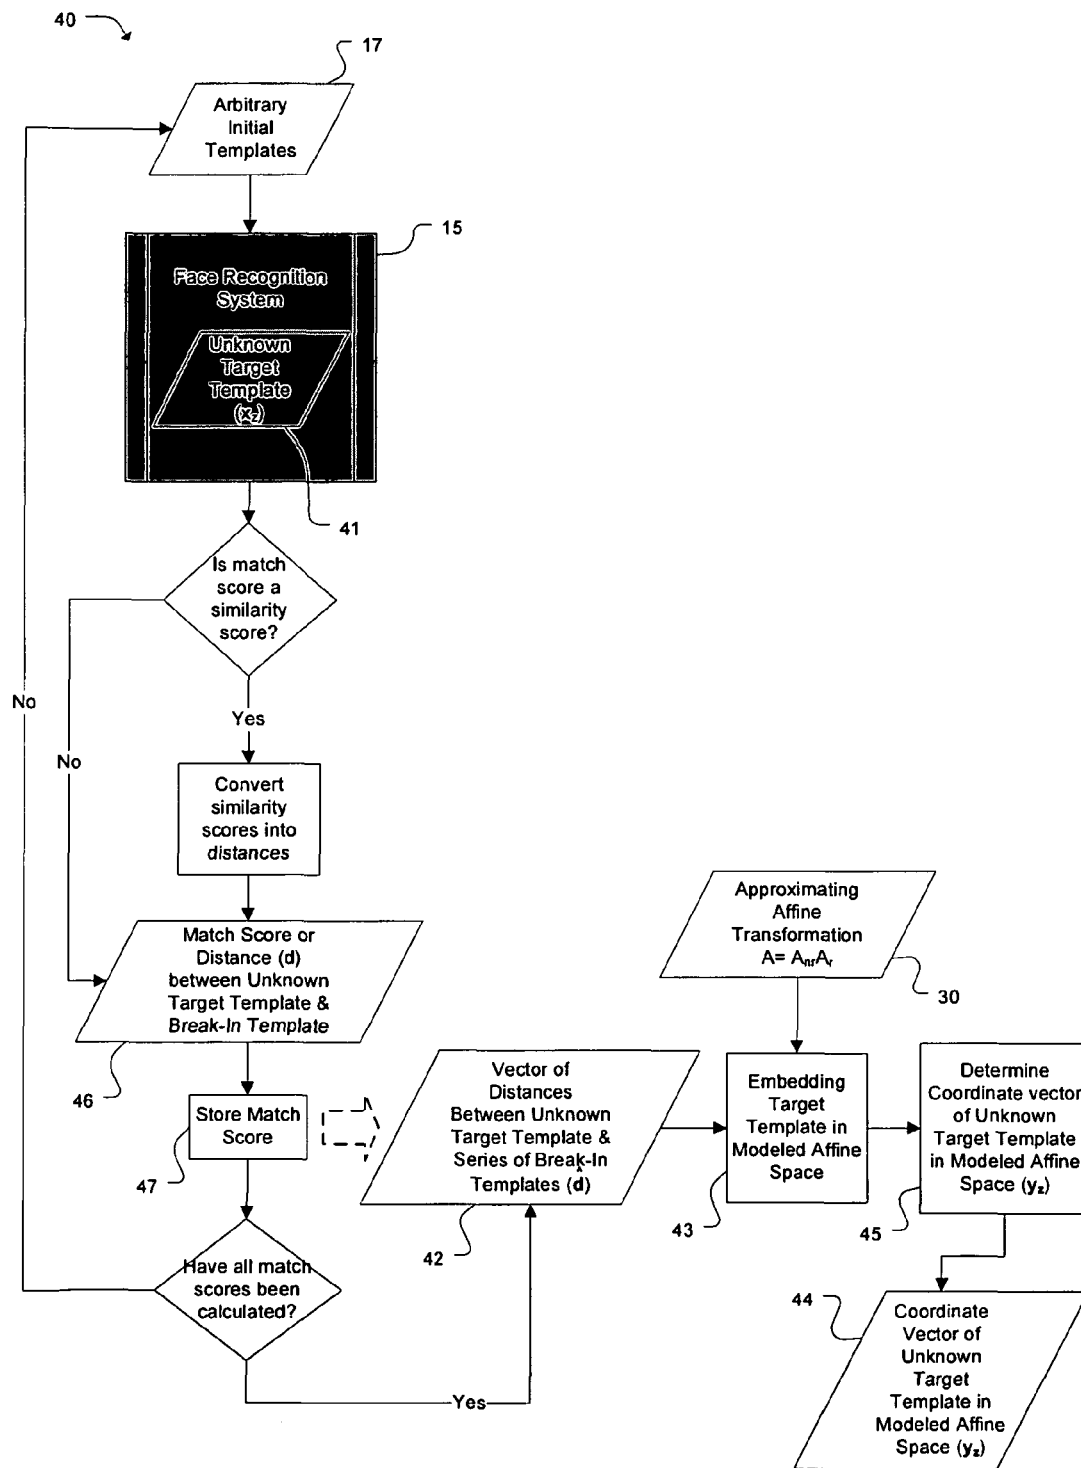 40
17
Arbitrary
Initial
Templates
15
Face Recognition
System
Unknown
Target
Template
(x_z)
41
Is match
score a
similarity
score?
No
Yes
No
Convert
similarity
scores into
distances
Approximating
Affine
Transformation
A= A_nr A_r
30
Match Score or
Distance (d)
between Unknown
Target Template &
Break-In Template
46
Vector of
Distances
Between Unknown
Target Template &
Series of Break-In
Templates (d̂)
42
Embedding
Target
Template in
Modeled Affine
Space
43
Determine
Coordinate vector
of Unknown
Target Template
in Modeled Affine
Space (y_z)
45
Store Match
Score
47
Have all match
scores been
calculated?
Yes
44
Coordinate
Vector of
Unknown
Target
Template in
Modeled Affine
Space (y_z)